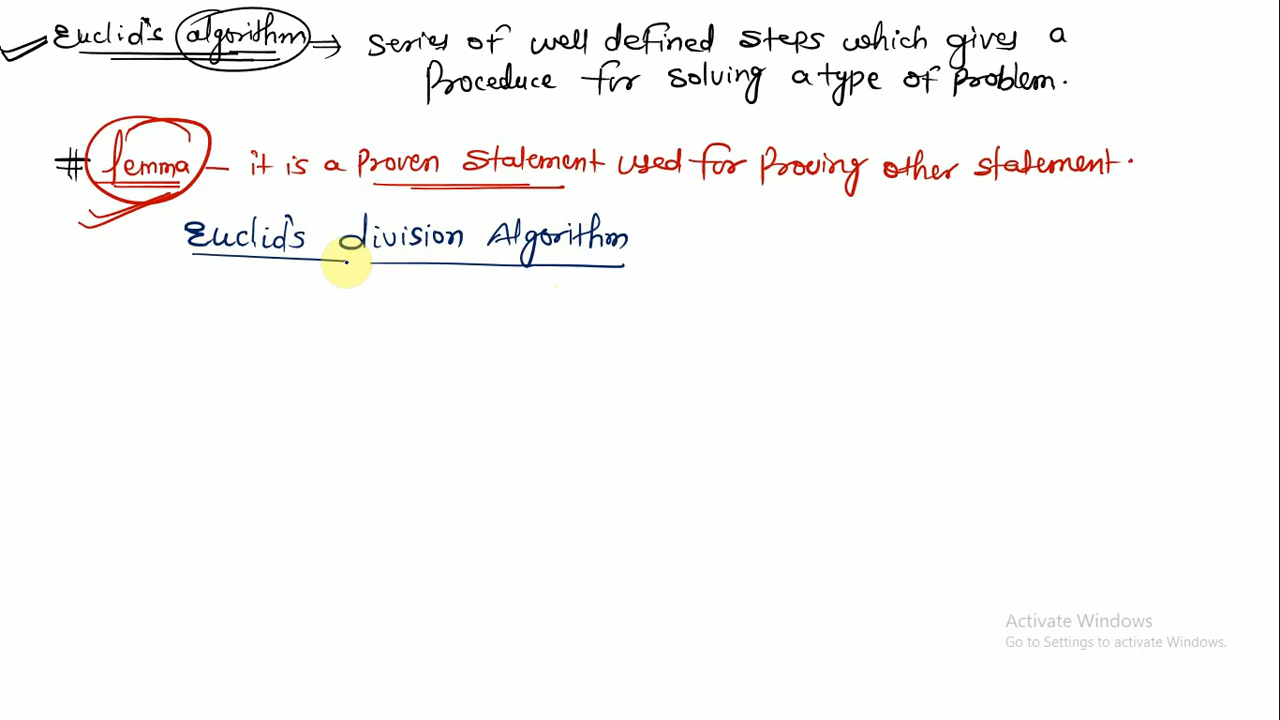 Euclid's algorithm ⇒ Series of well defined steps which gives a
Proceduce for solving a type of Problem.
# lemma – it is a Proven Statement used for Proving other statement.
Euclid's division Algorithm
Activate Windows
Go to Settings to activate Windows.